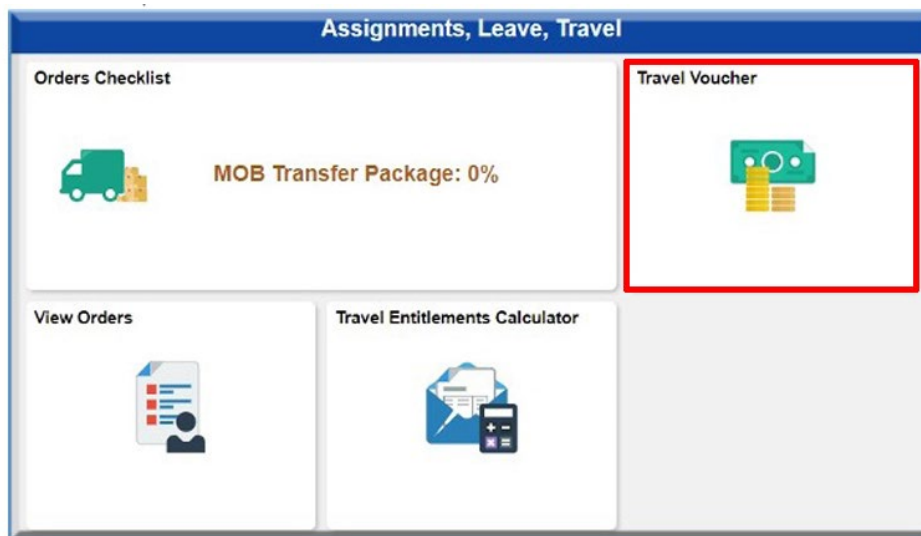 Assignments, Leave, Travel
Orders Checklist
MOB Transfer Package: 0%
Travel Voucher
View Orders
Travel Entitlements Calculator